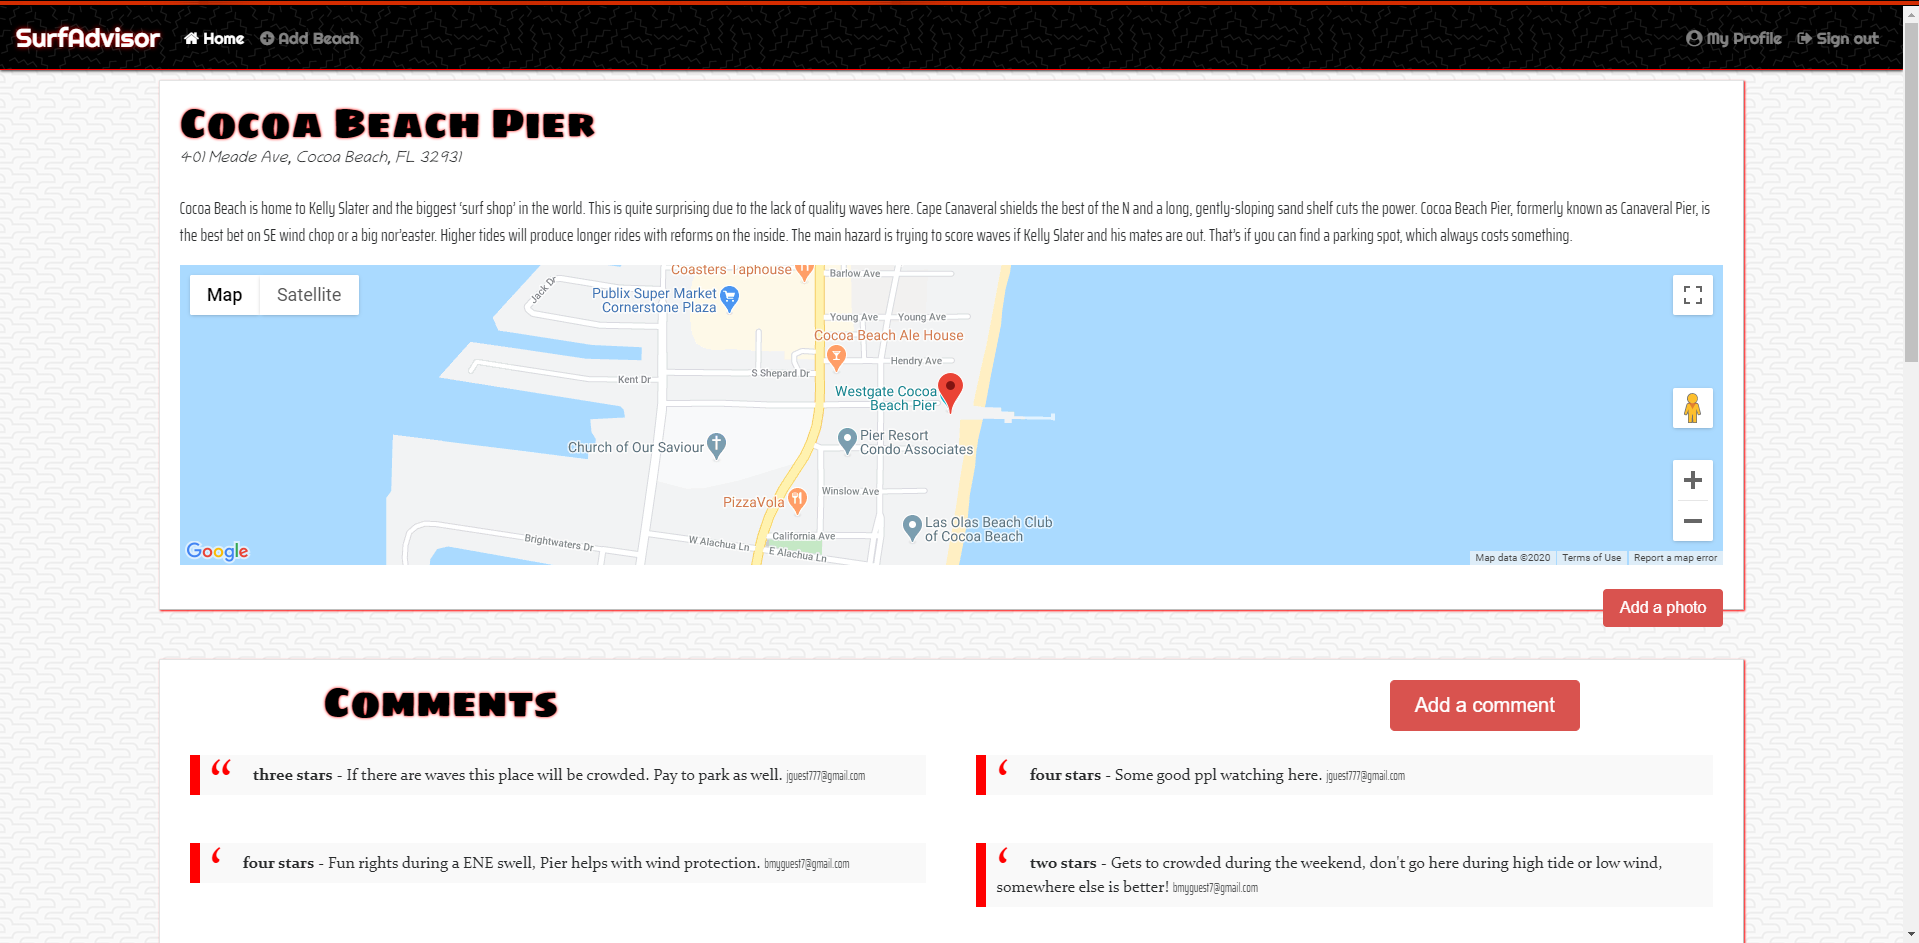 SurfAdvisor Home Add Beach My Profile Sign out
Cocoa Beach Pier
401 Meade Ave, Cocoa Beach, FL 32931
Cocoa Beach is home to Kelly Slater and the biggest ‘surf shop’ in the world. This is quite surprising due to the lack of quality waves here. Cape Canaveral shields the best of the N and a long, gently-sloping sand shelf cuts the power. Cocoa Beach Pier, formerly known as Canaveral Pier, is
the best bet on SE wind chop or a big nor’easter. Higher tides will produce longer rides with reforms on the inside. The main hazard is trying to score waves if Kelly Slater and his mates are out. That’s if you can find a parking spot, which always costs something.
Map Satellite
Coasters Taphouse
Barlow Ave
Jack Dr
Publix Super Market
Cornerstone Plaza
Young Ave Young Ave
Cocoa Beach Ale House
Hendry Ave
S Shepard Dr
Kent Dr
Westgate Cocoa
Beach Pier
Pier Resort
Condo Associates
Church of Our Saviour
Winslow Ave
PizzaVola
Las Olas Beach Club
of Cocoa Beach
California Ave
Brightwaters Dr
W Alachua Ln
E Alachua Ln
Google
Map data ©2020 Terms of Use Report a map error
Add a photo
Comments
Add a comment
“ three stars - If there are waves this place will be crowded. Pay to park as well. jguest777@gmail.com
‘ four stars - Some good ppl watching here. jguest777@gmail.com
‘ four stars - Fun rights during a ENE swell, Pier helps with wind protection. bmyguest7@gmail.com
‘ two stars - Gets to crowded during the weekend, don't go here during high tide or low wind,
somewhere else is better! bmyguest7@gmail.com